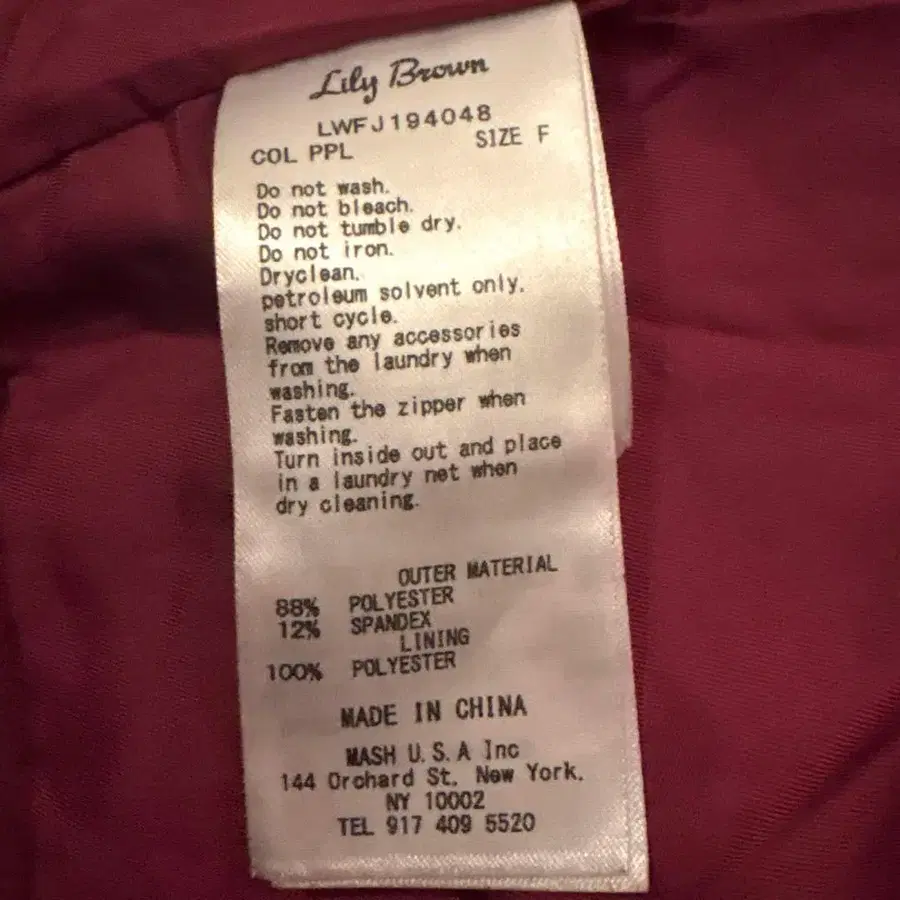 Lily Brown
LWFJ194048
COL PPL SIZE F
Do not wash.
Do not bleach.
Do not tumble dry.
Do not iron.
Dryclean.
petroleum solvent only.
short cycle.
Remove any accessories
from the laundry when
washing.
Fasten the zipper when
washing.
Turn inside out and place
in a laundry net when
dry cleaning.
OUTER MATERIAL
88% POLYESTER
12% SPANDEX
LINING
100% POLYESTER
MADE IN CHINA
MASH U.S.A Inc
144 Orchard St. New York.
NY 10002
TEL 917 409 5520